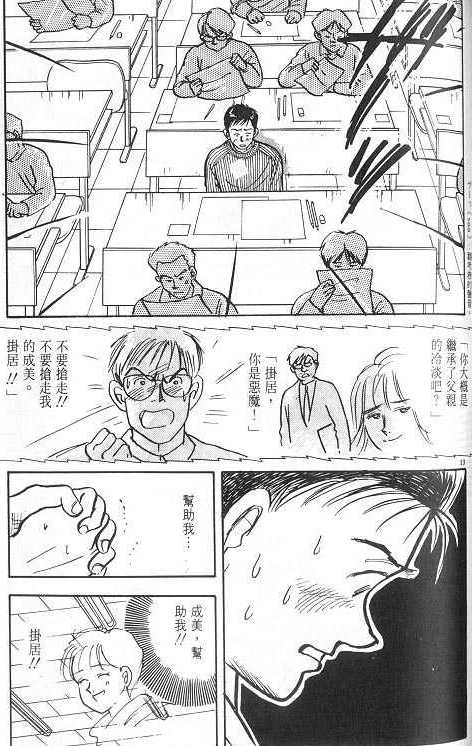 「你大概是
繼承了父親
的冷淡吧？」
「掛居，
你是惡魔！」
不要搶走!!
不要搶走我
的成美。
掛居!!」
幫助我…
成美，幫
助我!!
掛居!!